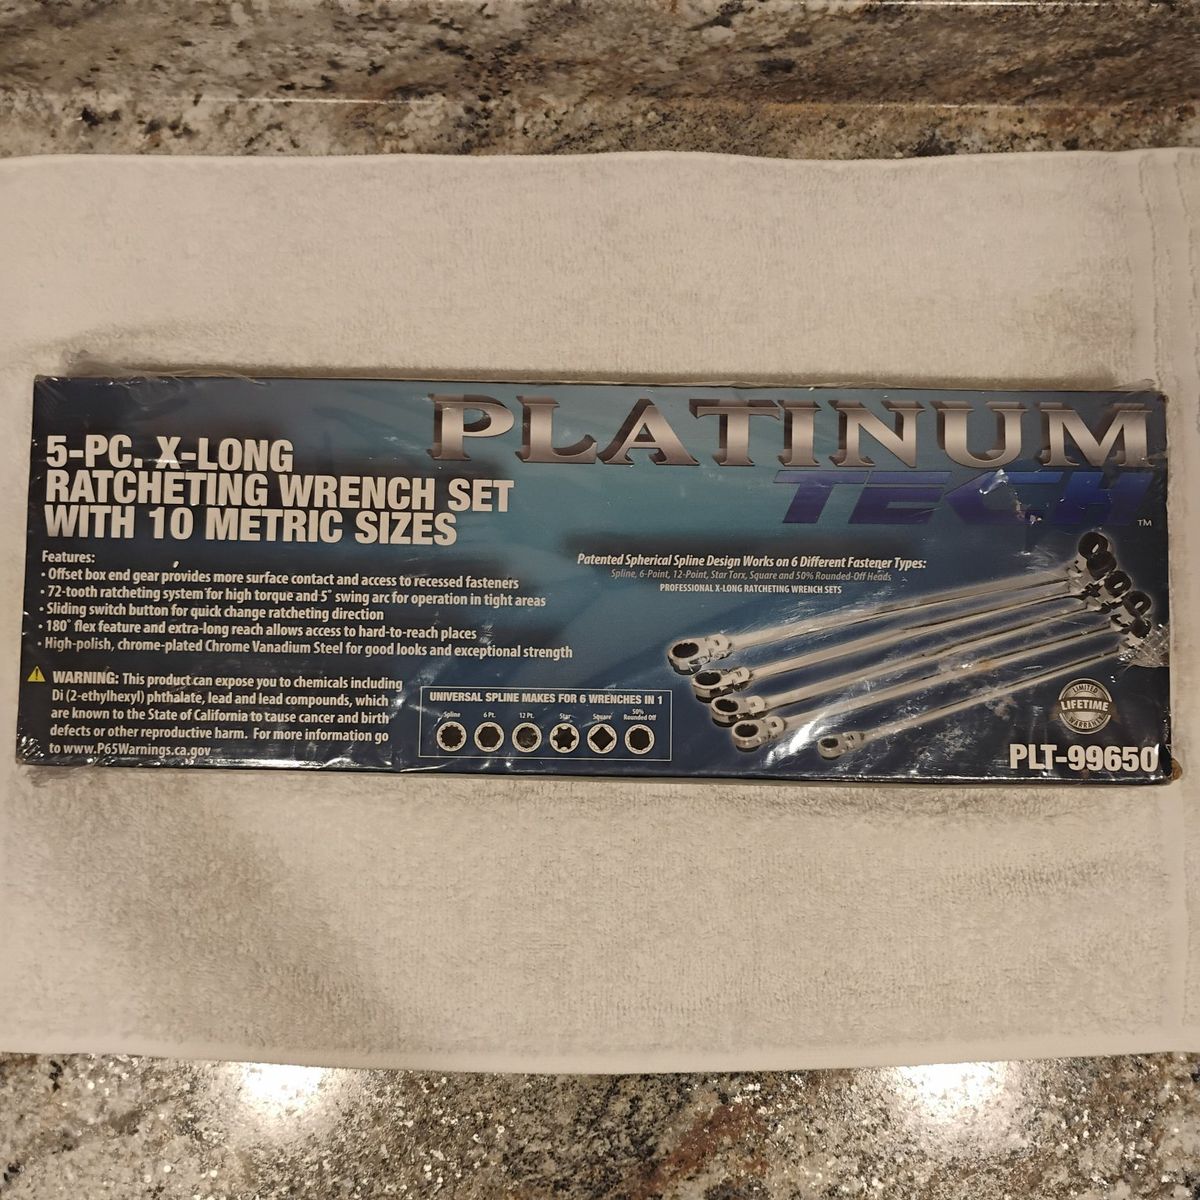 PLATINUM
TECH™
5-PC. X-LONG
RATCHETING WRENCH SET
WITH 10 METRIC SIZES
Features:
• Offset box end gear provides more surface contact and access to recessed fasteners
• 72-tooth ratcheting system for high torque and 5° swing arc for operation in tight areas
• Sliding switch button for quick change ratcheting direction
• 180° flex feature and extra-long reach allows access to hard-to-reach places
• High-polish, chrome-plated Chrome Vanadium Steel for good looks and exceptional strength
WARNING: This product can expose you to chemicals including
Di (2-ethylhexyl) phthalate, lead and lead compounds, which
are known to the State of California to cause cancer and birth
defects or other reproductive harm. For more information go
to www.P65Warnings.ca.gov
UNIVERSAL SPLINE MAKES FOR 6 WRENCHES IN 1
Spline 6 Pt. 12 Pt. Star Square 50%
Rounded Off
Patented Spherical Spline Design Works on 6 Different Fastener Types:
Spline, 6-Point, 12-Point, Star Torx, Square and 50% Rounded-Off Heads
PROFESSIONAL X-LONG RATCHETING WRENCH SETS
LIMITED
LIFETIME
WARRANTY
PLT-99650